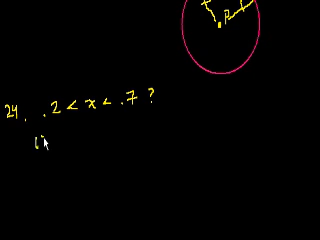 P
24. .2 < x < .7 ?